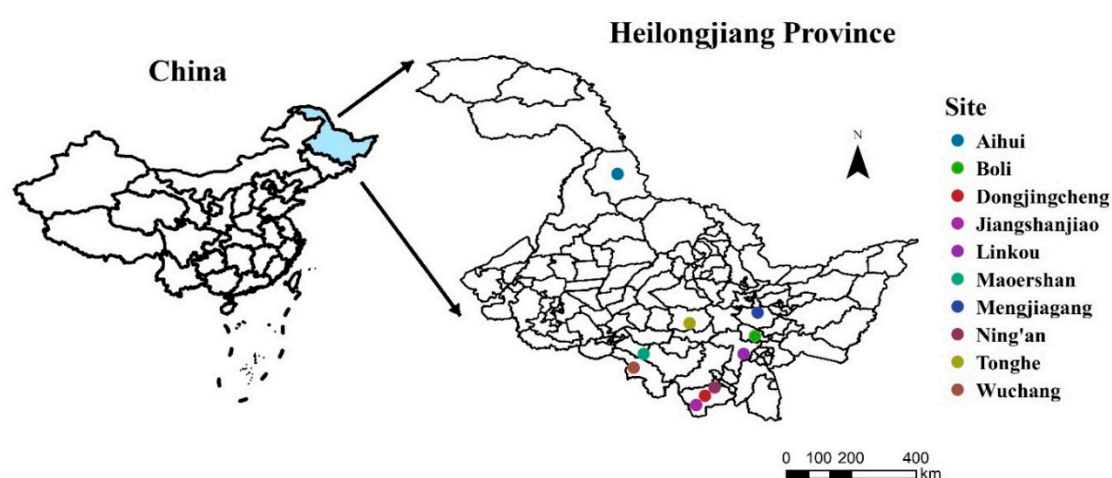 China
Heilongjiang Province
N
Site
Aihui
Boli
Dongjingcheng
Jiangshanjiao
Linkou
Maoershan
Mengjiagang
Ning'an
Tonghe
Wuchang
0 100 200 400
km